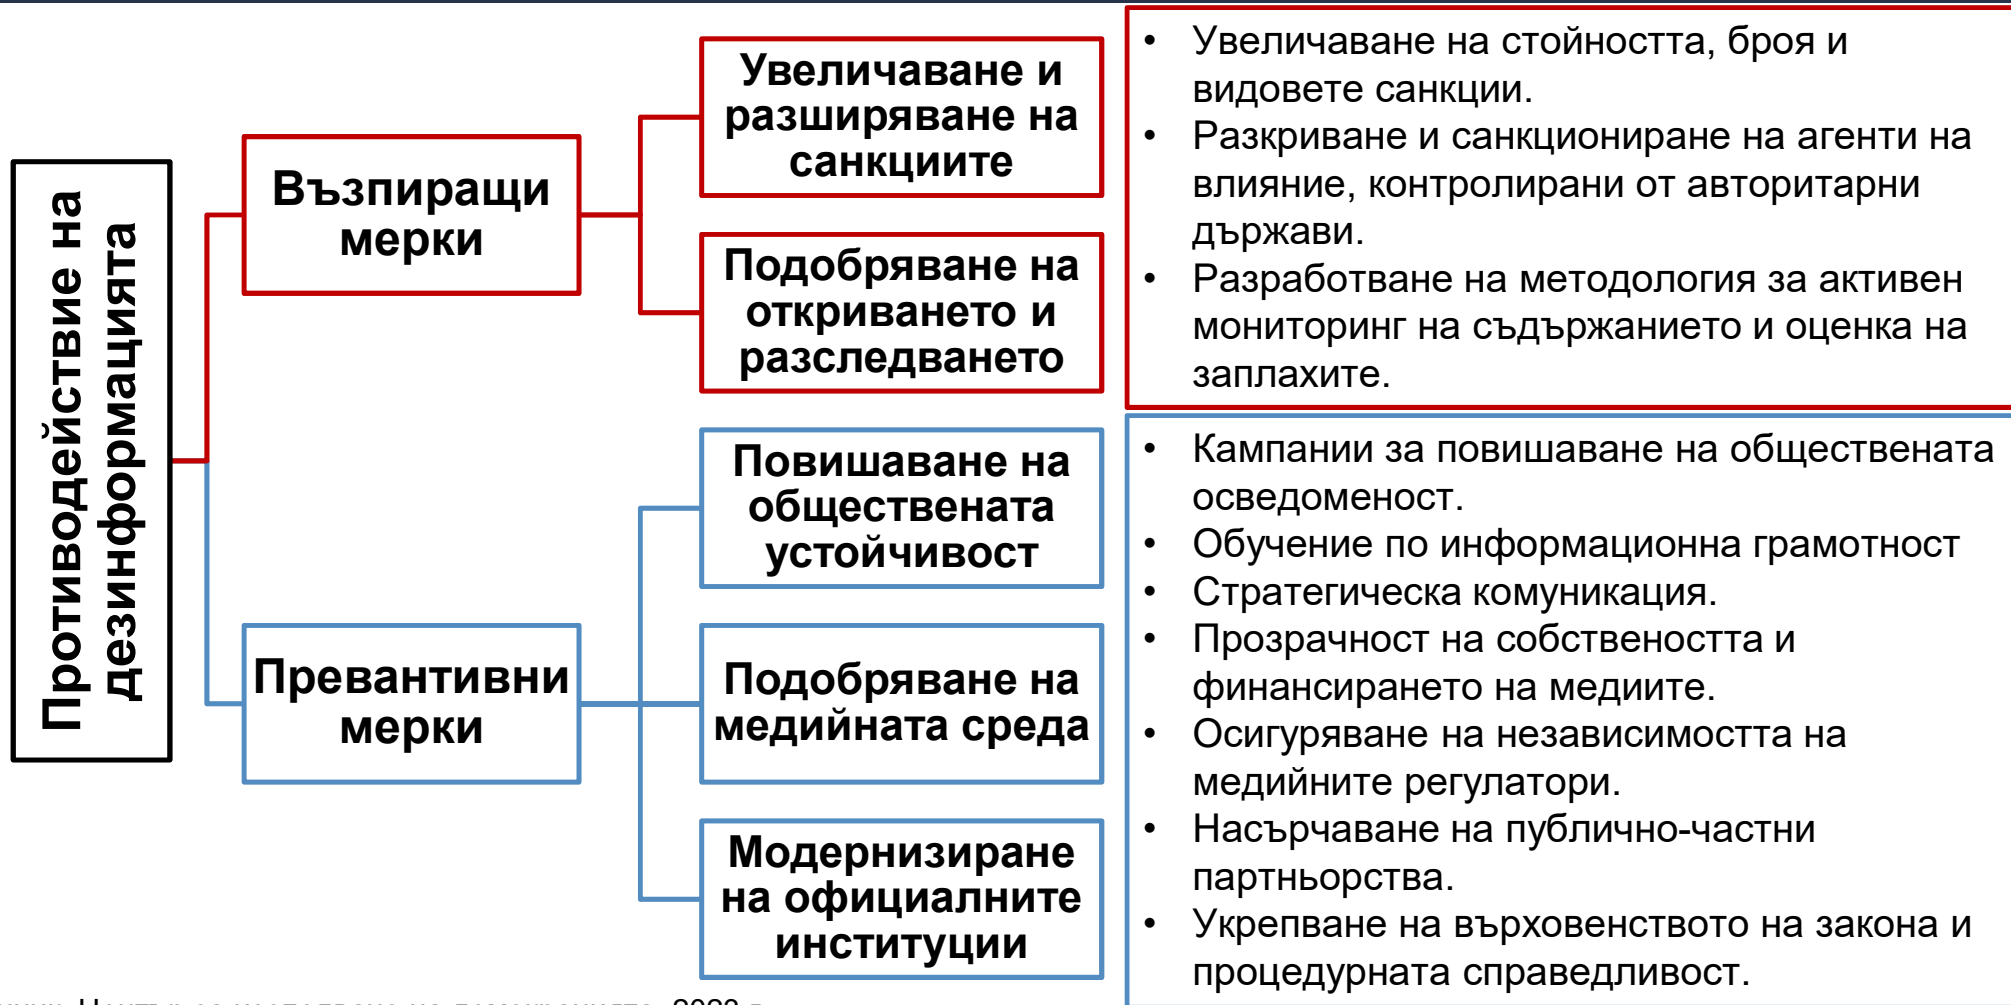 Противодействие на
дезинформацията
Възпиращи
мерки
Превантивни
мерки
Увеличаване и
разширяване на
санкциите
Подобряване на
откриването и
разследването
Повишаване на
обществената
устойчивост
Подобряване на
медийната среда
Модернизиране
на официалните
институции
• Увеличаване на стойността, броя и
видовете санкции.
• Разкриване и санкциониране на агенти на
влияние, контролирани от авторитарни
държави.
• Разработване на методология за активен
мониторинг на съдържанието и оценка на
заплахите.
• Кампании за повишаване на обществената
осведоменост.
• Обучение по информационна грамотност
• Стратегическа комуникация.
• Прозрачност на собствеността и
финансирането на медиите.
• Осигуряване на независимостта на
медийните регулатори.
• Насърчаване на публично-частни
партньорства.
• Укрепване на върховенството на закона и
процедурната справедливост.